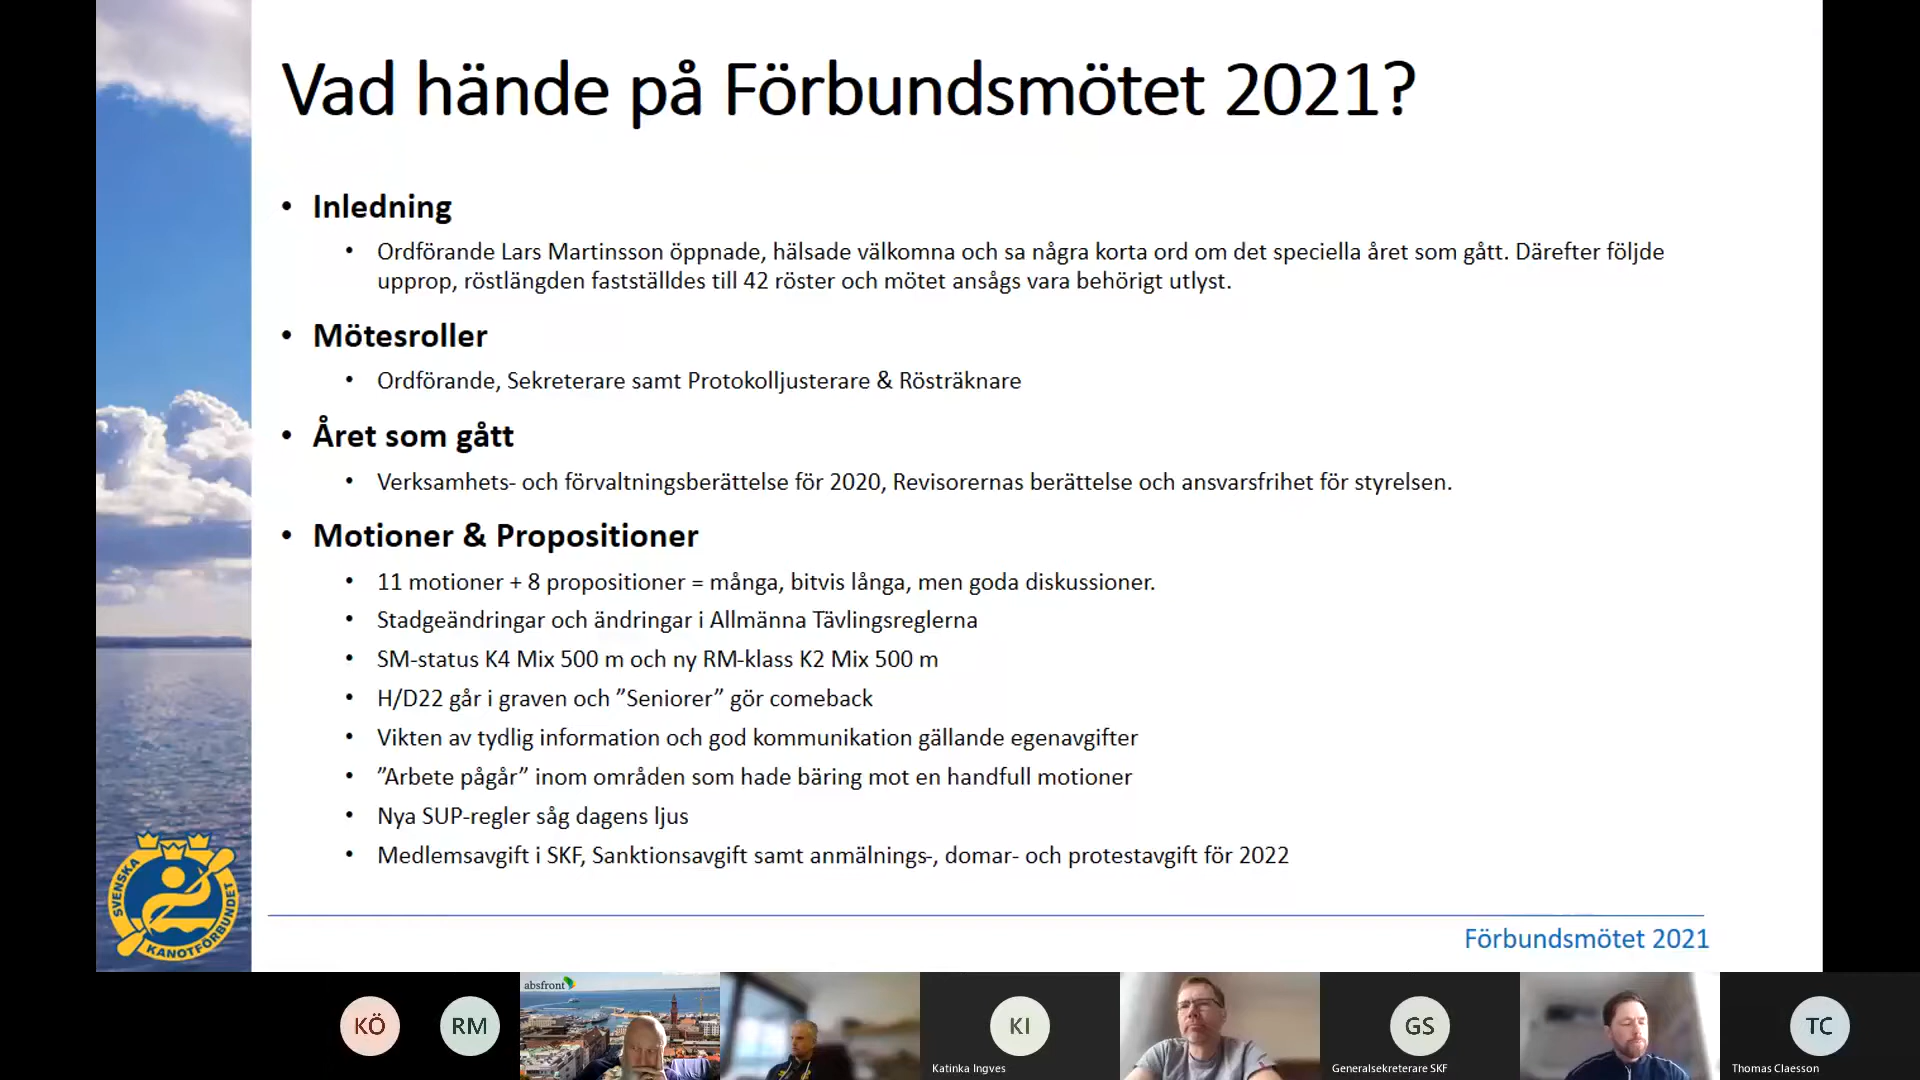 Vad hände på Förbundsmötet 2021?
• Inledning
• Ordförande Lars Martinsson öppnade, hälsade välkomna och sa några korta ord om det speciella året som gått. Därefter följde
upprop, röstlängden fastställdes till 42 röster och mötet ansågs vara behörigt utlyst.
• Mötesroller
• Ordförande, Sekreterare samt Protokolljusterare & Rösträknare
• Året som gått
• Verksamhets- och förvaltningsberättelse för 2020, Revisorernas berättelse och ansvarsfrihet för styrelsen.
• Motioner & Propositioner
• 11 motioner + 8 propositioner = många, bitvis långa, men goda diskussioner.
• Stadgeändringar och ändringar i Allmänna Tävlingsreglerna
• SM-status K4 Mix 500 m och ny RM-klass K2 Mix 500 m
• H/D22 går i graven och ”Seniorer” gör comeback
• Vikten av tydlig information och god kommunikation gällande egenavgifter
• ”Arbete pågår” inom områden som hade bäring mot en handfull motioner
• Nya SUP-regler såg dagens ljus
• Medlemsavgift i SKF, Sanktionsavgift samt anmälnings-, domar- och protestavgift för 2022
SVENSKA
KANOTFÖRBUNDET
Förbundsmötet 2021
absfront
KÖ
RM
KI
GS
TC
Katinka Ingves
Generalsekreterare SKF
Thomas Claesson